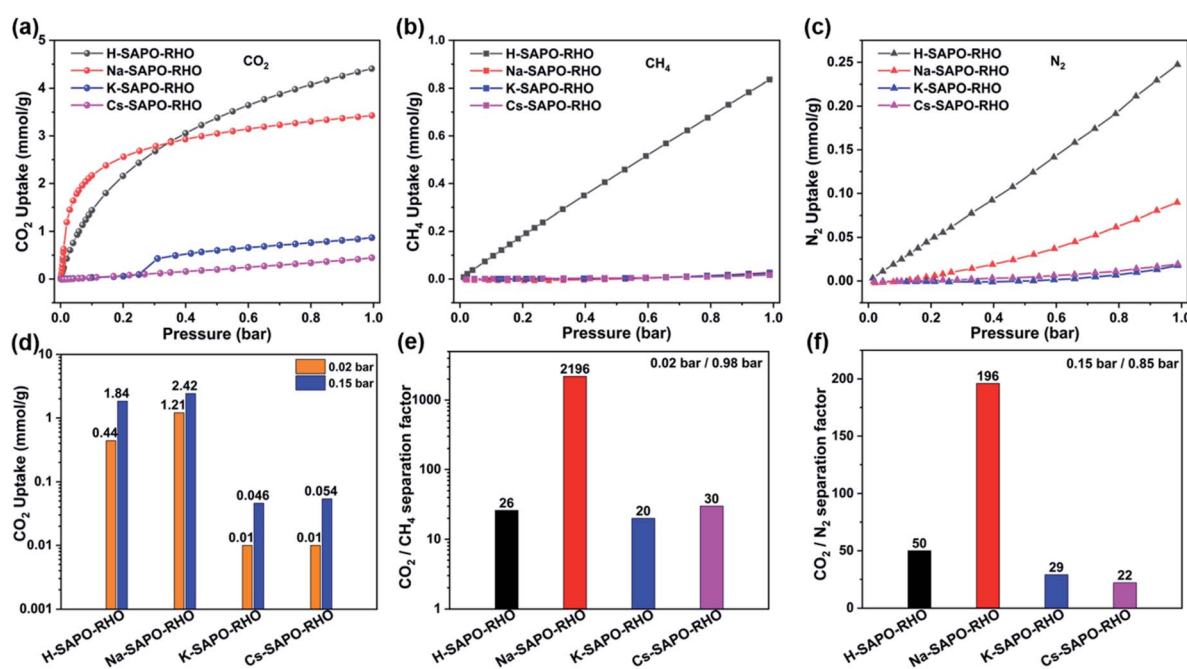 (a)
CO2 Uptake (mmol/g)
5
4
3
2
1
0
H-SAPO-RHO
Na-SAPO-RHO
K-SAPO-RHO
Cs-SAPO-RHO
CO2
0.0 0.2 0.4 0.6 0.8 1.0
Pressure (bar)
(b)
CH4 Uptake (mmol/g)
1.0
0.8
0.6
0.4
0.2
0.0
H-SAPO-RHO
Na-SAPO-RHO
K-SAPO-RHO
Cs-SAPO-RHO
CH4
0.0 0.2 0.4 0.6 0.8 1.0
Pressure (bar)
(c)
N2 Uptake (mmol/g)
0.25
0.20
0.15
0.10
0.05
0.00
H-SAPO-RHO
Na-SAPO-RHO
K-SAPO-RHO
Cs-SAPO-RHO
N2
0.0 0.2 0.4 0.6 0.8 1.0
Pressure (bar)
(d)
CO2 Uptake (mmol/g)
10
1
0.1
0.01
0.001
0.02 bar
0.15 bar
0.44 1.84
1.21 2.42
0.01 0.046
0.01 0.054
H-SAPO-RHO
Na-SAPO-RHO
K-SAPO-RHO
Cs-SAPO-RHO
(e)
CO2 / CH4 separation factor
1000
100
10
1
0.02 bar / 0.98 bar
26
2196
20
30
H-SAPO-RHO
Na-SAPO-RHO
K-SAPO-RHO
Cs-SAPO-RHO
(f)
CO2 / N2 separation factor
200
150
100
50
0
0.15 bar / 0.85 bar
50
196
29
22
H-SAPO-RHO
Na-SAPO-RHO
K-SAPO-RHO
Cs-SAPO-RHO